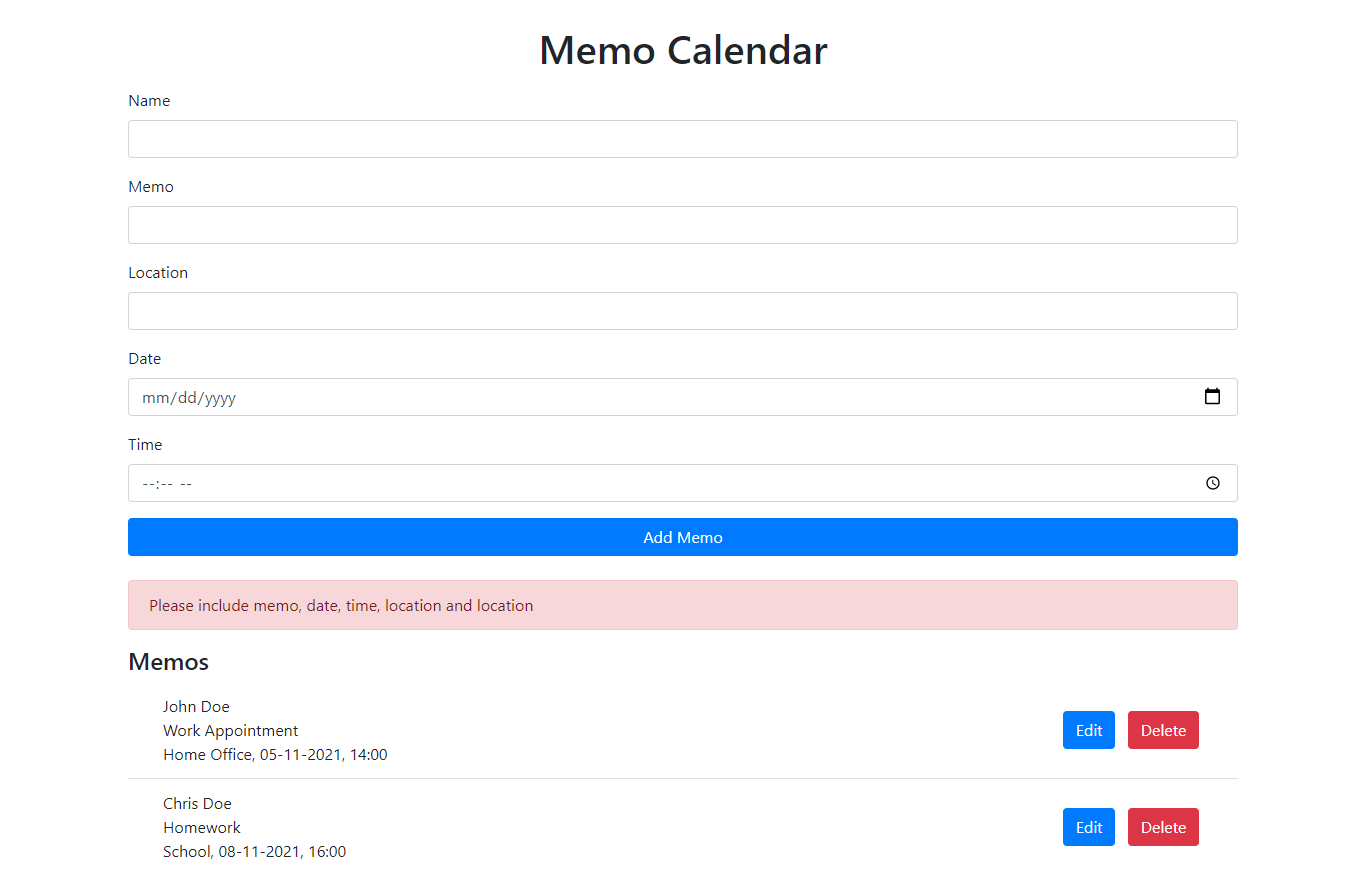 Memo Calendar
Name
Memo
Location
Date
mm/dd/yyyy
Time
--:-- --
Add Memo
Please include memo, date, time, location and location
Memos
John Doe
Work Appointment
Home Office, 05-11-2021, 14:00
Edit
Delete
Chris Doe
Homework
School, 08-11-2021, 16:00
Edit
Delete